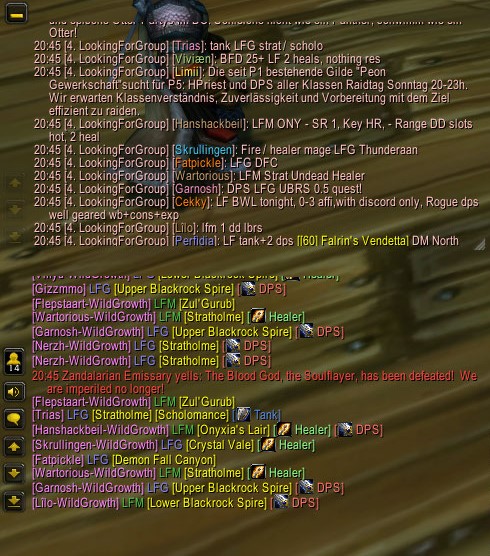 Otter!
20:45 [4. LookingForGroup] [Trias]: tank LFG strat / scholo
20:45 [4. LookingForGroup] [Viviæn]: BFD 25+ LF 2 heals, nothing res
20:45 [4. LookingForGroup] [Limii]: Die seit P1 bestehende Gilde "Peon
Gewerkschaft"sucht für P5: HPriest und DPS aller Klassen Raidtag Sonntag 20-23h.
Wir erwarten Klassenverständnis, Zuverlässigkeit und Vorbereitung mit dem Ziel
effizient zu raiden.
20:45 [4. LookingForGroup] [Hanshackbeil]: LFM ONY - SR 1, Key HR, - Range DD slots
hot, 2 heal
20:45 [4. LookingForGroup] [Skrullingen]: Fire / healer mage LFG Thunderaan
20:45 [4. LookingForGroup] [Fatpickle]: LFG DFC
20:45 [4. LookingForGroup] [Wartorious]: LFM Strat Undead Healer
20:45 [4. LookingForGroup] [Garnosh]: DPS LFG UBRS 0.5 quest!
20:45 [4. LookingForGroup] [Cekky]: LF BWL tonight, 0-3 affi,with discord only, Rogue dps
well geared wb+cons+exp
20:45 [4. LookingForGroup] [Lîlo]: lfm 1 dd lbrs
20:45 [4. LookingForGroup] [Perfidia]: LF tank+2 dps [[60] Falrin's Vendetta] DM North
[Gizzmmo] LFG [Upper Blackrock Spire] [DPS]
[Flepstaart-WildGrowth] LFM [Zul'Gurub]
[Wartorious-WildGrowth] LFM [Stratholme] [Healer]
[Garnosh-WildGrowth] LFG [Upper Blackrock Spire] [DPS]
[Nerzh-WildGrowth] LFG [Stratholme] [DPS]
[Nerzh-WildGrowth] LFG [Stratholme] [DPS]
20:45 Zandalarian Emissary yells: The Blood God, the Soulflayer, has been defeated! We
are imperiled no longer!
[Flepstaart-WildGrowth] LFM [Zul'Gurub]
[Trias] LFG [Stratholme] [Scholomance] [Tank]
[Hanshackbeil-WildGrowth] LFM [Onyxia's Lair] [Healer] [DPS]
[Skrullingen-WildGrowth] LFG [Crystal Vale] [Healer]
[Fatpickle] LFG [Demon Fall Canyon]
[Wartorious-WildGrowth] LFM [Stratholme] [Healer]
[Garnosh-WildGrowth] LFG [Upper Blackrock Spire] [DPS]
[Lîlo-WildGrowth] LFM [Lower Blackrock Spire] [DPS]
14